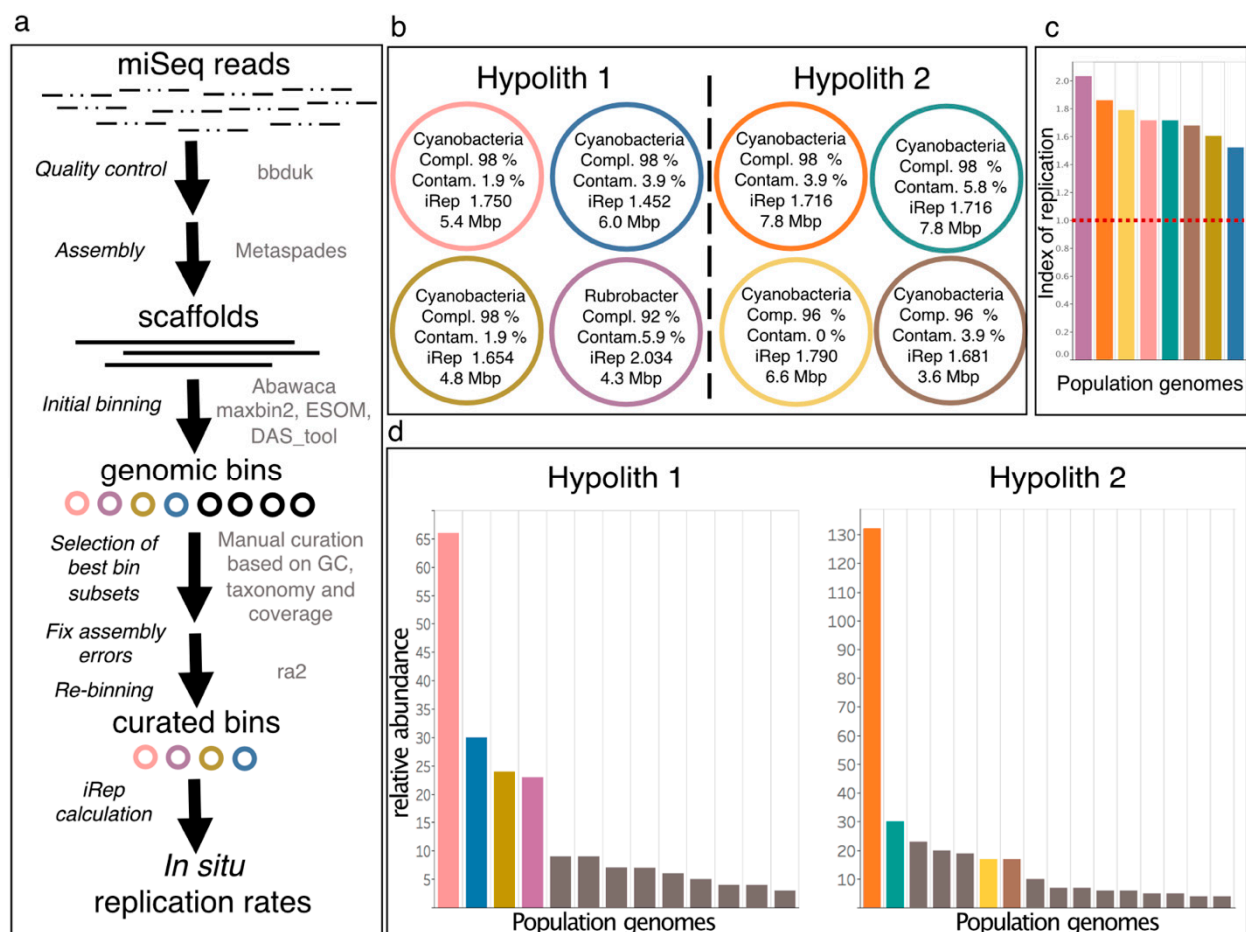 a
miSeq reads
Quality control
bbduk
Assembly
Metaspades
scaffolds
Initial binning
Abawaca
maxbin2, ESOM,
DAS_tool
genomic bins
Selection of
best bin
subsets
Manual curation
based on GC,
taxonomy and
coverage
Fix assembly
errors
ra2
Re-binning
curated bins
iRep
calculation
In situ
replication rates
b
Hypolith 1
Cyanobacteria
Compl. 98 %
Contam. 1.9 %
iRep 1.750
5.4 Mbp
Cyanobacteria
Compl. 98 %
Contam. 3.9 %
iRep 1.452
6.0 Mbp
Cyanobacteria
Compl. 98 %
Contam. 1.9 %
iRep 1.654
4.8 Mbp
Rubrobacter
Compl. 92 %
Contam.5.9 %
iRep 2.034
4.3 Mbp
Hypolith 2
Cyanobacteria
Compl. 98 %
Contam. 3.9 %
iRep 1.716
7.8 Mbp
Cyanobacteria
Compl. 98 %
Contam. 5.8 %
iRep 1.716
7.8 Mbp
Cyanobacteria
Comp. 96 %
Contam. 0 %
iRep 1.790
6.6 Mbp
Cyanobacteria
Comp. 96 %
Contam. 3.9 %
iRep 1.681
3.6 Mbp
c
Index of replication
2.0
1.8
1.6
1.4
1.2
1.0
0.8
0.6
0.4
0.2
0.0
Population genomes
d
Hypolith 1
relative abundance
65
60
55
50
45
40
35
30
25
20
15
10
5
Population genomes
Hypolith 2
130
120
110
100
90
80
70
60
50
40
30
20
10
Population genomes